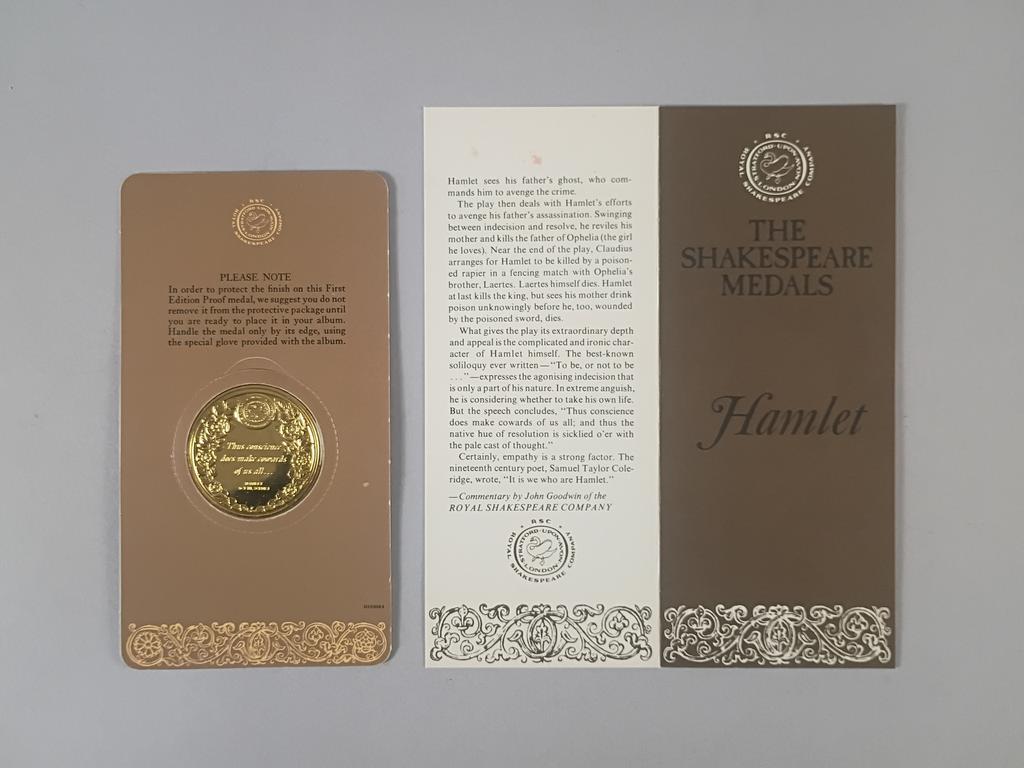 RSC
ROYAL SHAKESPEARE COMPANY
STRATFORD-UPON-AVON
LONDON
PLEASE NOTE
In order to protect the finish on this First
Edition Proof medal, we suggest you do not
remove it from the protective package until
you are ready to place it in your album.
Handle the medal only by its edge, using
the special glove provided with the album.
Thus conscience
does make cowards
of us all...
Hamlet sees his father's ghost, who com-
mands him to avenge the crime.
The play then deals with Hamlet's efforts
to avenge his father's assassination. Swinging
between indecision and resolve, he reviles his
mother and kills the father of Ophelia (the girl
he loves). Near the end of the play, Claudius
arranges for Hamlet to be killed by a poison-
ed rapier in a fencing match with Ophelia's
brother, Laertes. Laertes himself dies. Hamlet
at last kills the king, but sees his mother drink
poison unknowingly before he, too, wounded
by the poisoned sword, dies.
What gives the play its extraordinary depth
and appeal is the complicated and ironic char-
acter of Hamlet himself. The best-known
soliloquy ever written—"To be, or not to be
. . ."—expresses the agonising indecision that
is only a part of his nature. In extreme anguish,
he is considering whether to take his own life.
But the speech concludes, "Thus conscience
does make cowards of us all; and thus the
native hue of resolution is sicklied o'er with
the pale cast of thought."
Certainly, empathy is a strong factor. The
nineteenth century poet, Samuel Taylor Cole-
ridge, wrote, "It is we who are Hamlet."
—Commentary by John Goodwin of the
ROYAL SHAKESPEARE COMPANY
RSC
ROYAL SHAKESPEARE COMPANY
STRATFORD-UPON-AVON
LONDON
RSC
ROYAL SHAKESPEARE COMPANY
STRATFORD-UPON-AVON
LONDON
THE
SHAKESPEARE
MEDALS
Hamlet